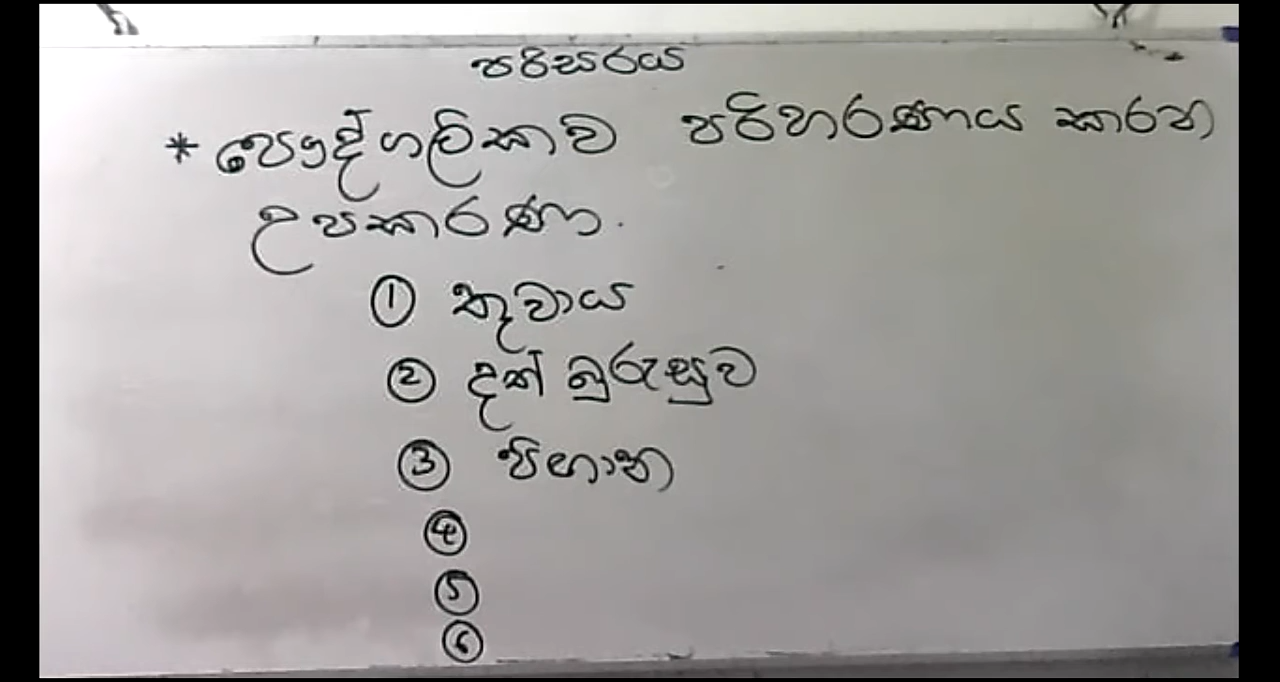 පරිසරය
* පෞද්ගලිකව පරිහරණය කරන
උපකරණ.
① තුවාය
② දත් බුරුසුව
③ පිඟාන
④
⑤
⑥